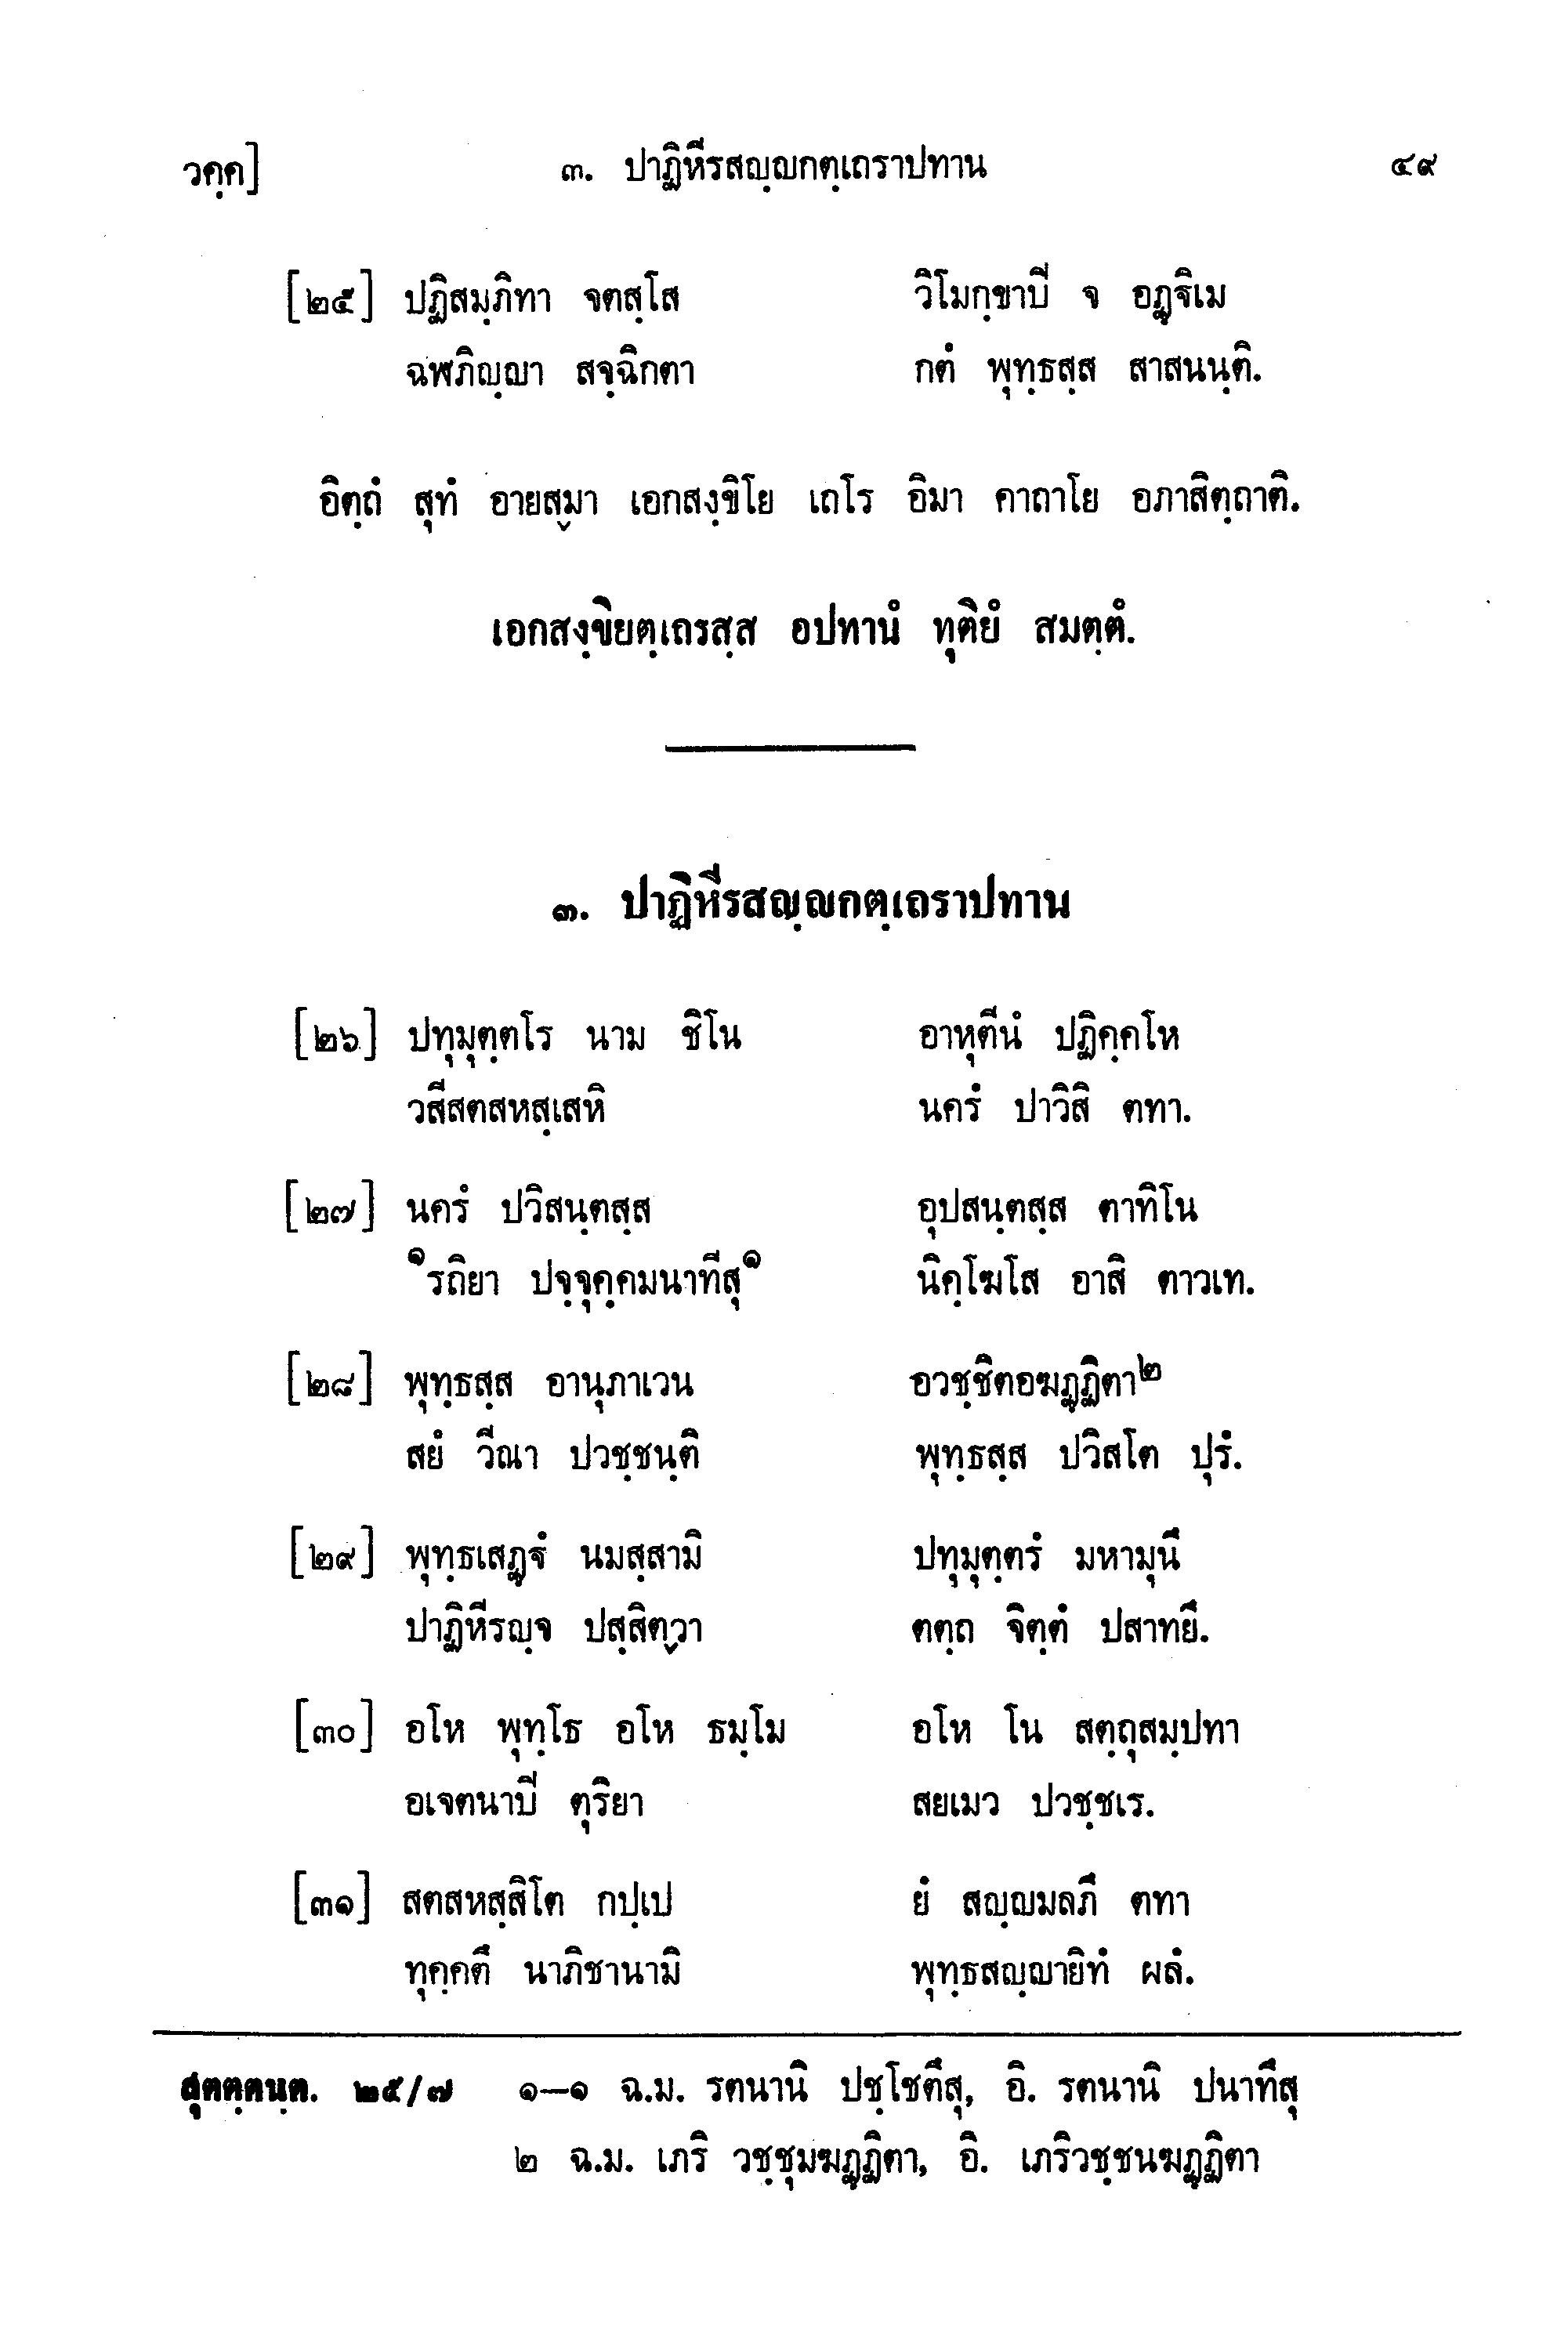 วคฺค] ๓. ปาฏิหีรสญฺญกตฺเถราปทาน ๔๙
[๒๕] ปฏิสมฺภิทา จตสฺโส วิโมกฺขาปิ จ อฏฺฐิเม
ฉฬภิญฺญา สจฺฉิกตา กตํ พุทฺธสฺส สาสนนฺติ.
อิตฺถํ สุทํ อายสฺมา เอกสงฺขิโย เถโร อิมา คาถาโย อภาสิตฺถาติ.
เอกสงฺขิยตฺเถรสฺส อปทานํ ทุติยํ สมตฺตํ.
๓. ปาฏิหีรสญฺญกตฺเถราปทาน
[๒๖] ปทุมุตฺตโร นาม ชิโน อาหุตีนํ ปฏิคฺคโห
วสีสตสหสฺเสหิ นครํ ปาวิสิ ตทา.
[๒๗] นครํ ปวิสนฺตสฺส อุปสนฺตสฺส ตาทิโน
๑รถิยา ปจฺจุคฺคมนาทีสุ๑ นิคฺโฆโส อาสิ ตาวเท.
[๒๘] พุทฺธสฺส อานุภาเวน อวชฺชิตอฆฏฺฏิตา๒
สยํ วีณา ปวชฺชนฺติ พุทฺธสฺส ปวิสโต ปุรํ.
[๒๙] พุทฺธเสฏฺฐํ นมสฺสามิ ปทุมุตฺตรํ มหามุนึ
ปาฏิหีรญฺจ ปสฺสิตฺวา ตตฺถ จิตฺตํ ปสาทยึ.
[๓๐] อโห พุทฺโธ อโห ธมฺโม อโห โน สตฺถุสมฺปทา
อเจตนาปิ ตุริยา สยเมว ปวชฺชเร.
[๓๑] สตสหสฺสิโต กปฺเป ยํ สญฺญมลภึ ตทา
ทุคฺคตึ นาภิชานามิ พุทฺธสญฺญายิทํ ผลํ.
สุตฺตตฺต. ๒๕/๗ ๑–๑ ฉ.ม. รตนานิ ปชฺโชตึสุ, อิ. รตนานิ ปนาทึสุ
๒ ฉ.ม. เภริ วชฺชุมฆฏฺฏิตา, อิ. เภริวชฺชนฆฏฺฏิตา